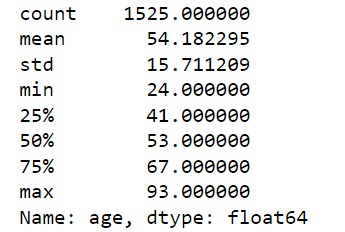 count    1525.000000
mean       54.182295
std        15.711209
min        24.000000
25%        41.000000
50%        53.000000
75%        67.000000
max        93.000000
Name: age, dtype: float64